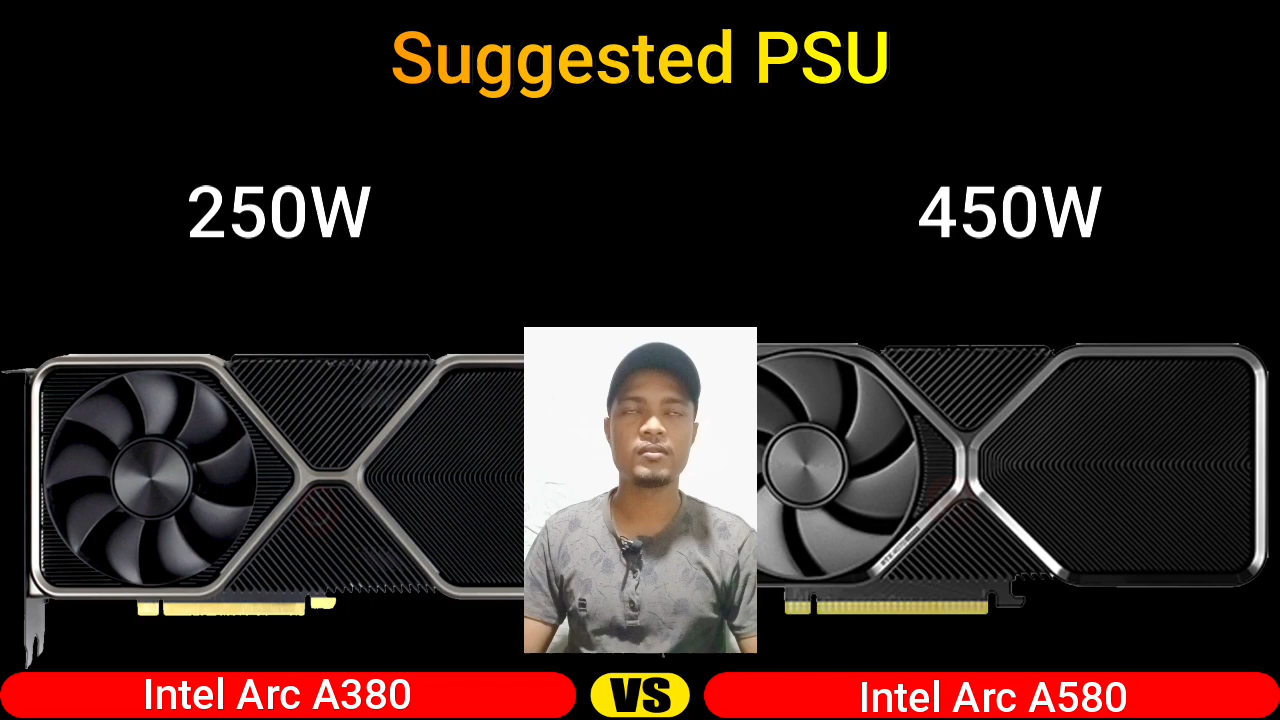 Suggested PSU
250W
450W
Intel Arc A380
VS
Intel Arc A580